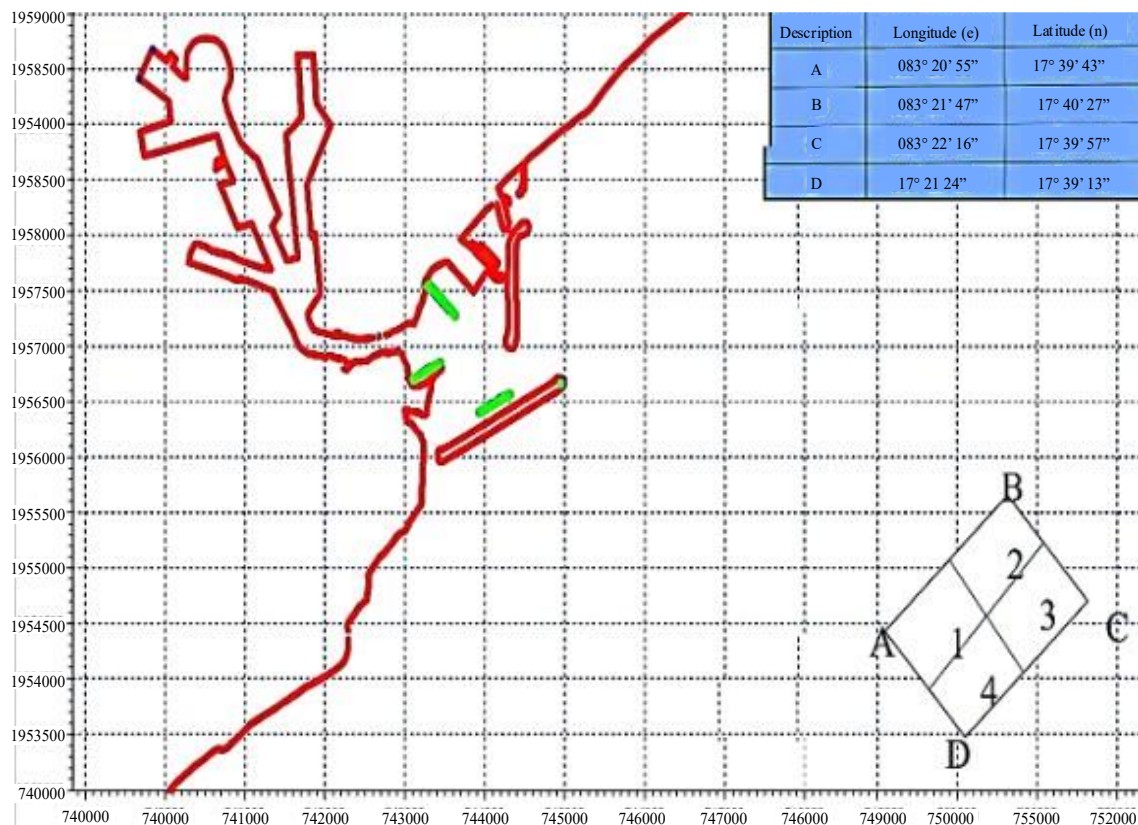 1959000
1958500
1954000
1958500
1958000
1957500
1957000
1956500
1956000
1955500
1955000
1954500
1954000
1953500
740000
740000 740000 741000 742000 743000 744000 745000 746000 747000 746000 749000 750000 755000 752000
Description Longitude (e) Latitude (n)
A 083° 20’ 55” 17° 39’ 43”
B 083° 21’ 47” 17° 40’ 27”
C 083° 22’ 16” 17° 39’ 57”
D 17° 21 24” 17° 39’ 13”
B
2
3
C
A
1
4
D